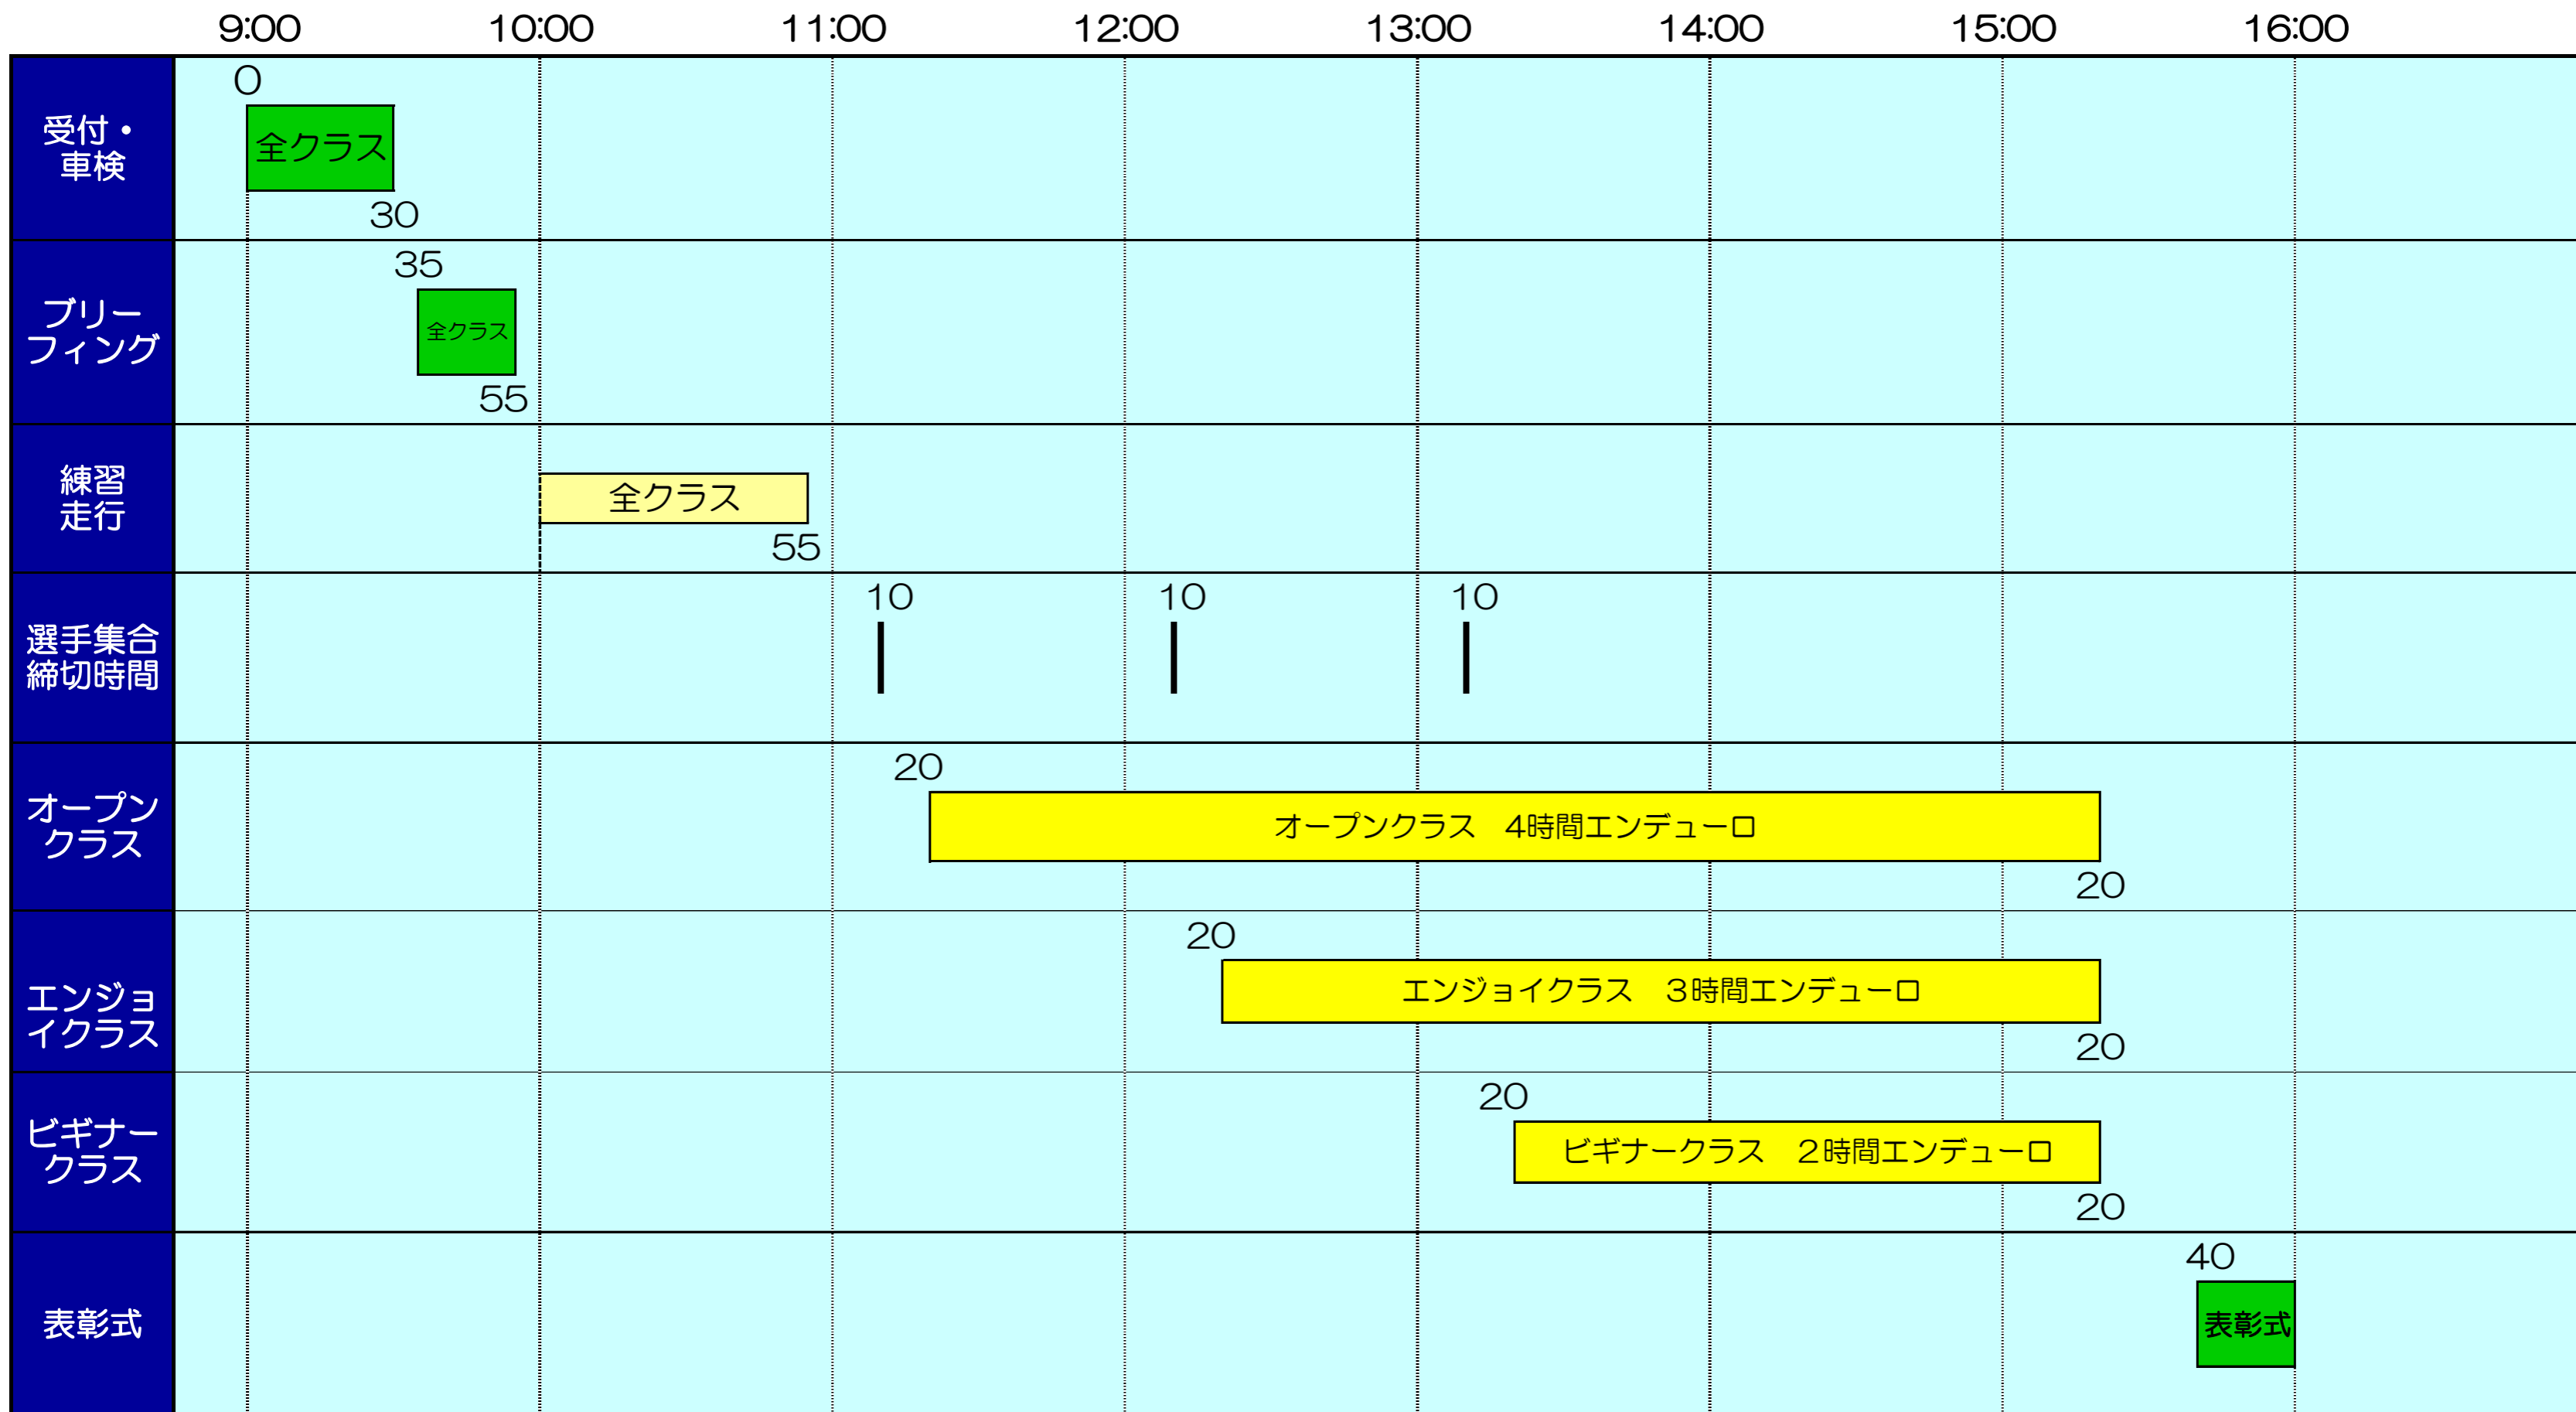 9:00 10:00 11:00 12:00 13:00 14:00 15:00 16:00
0
受付・
車検
全クラス
30
35
ブリー
フィング
全クラス
55
練習
走行
全クラス
55
10 10 10
選手集合
締切時間
20
オープン
クラス
オープンクラス　4時間エンデューロ
20
20
エンジョ
イクラス
エンジョイクラス　3時間エンデューロ
20
20
ビギナー
クラス
ビギナークラス　2時間エンデューロ
20
40
表彰式
表彰式